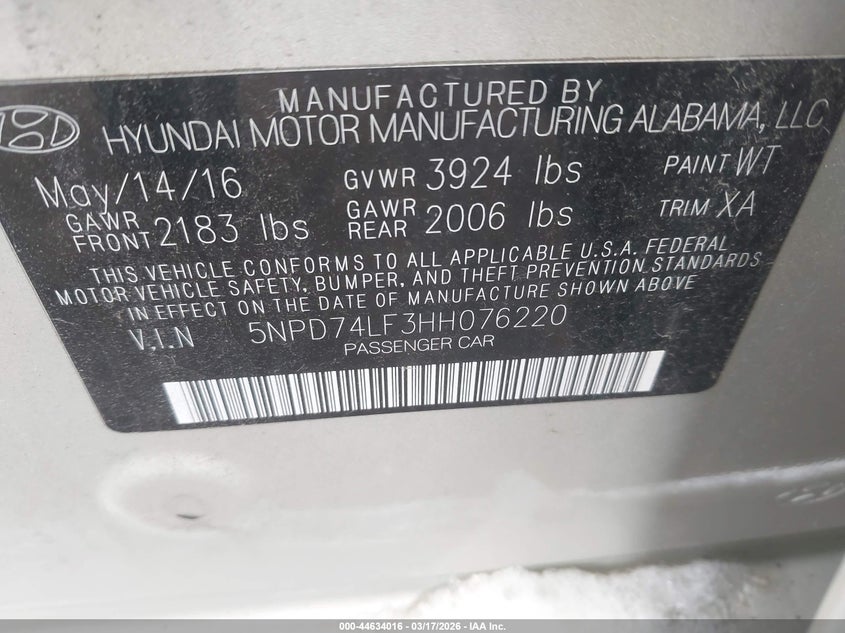 MANUFACTURED BY
HYUNDAI MOTOR MANUFACTURING ALABAMA, LLC
May/14/16 GVWR 3924 lbs PAINT WT
GAWR FRONT 2183 lbs GAWR REAR 2006 lbs TRIM XA
THIS VEHICLE CONFORMS TO ALL APPLICABLE U.S.A. FEDERAL
MOTOR VEHICLE SAFETY, BUMPER, AND THEFT PREVENTION STANDARDS
IN EFFECT ON THE DATE OF MANUFACTURE SHOWN ABOVE
V.I.N 5NPD74LF3HH076220
PASSENGER CAR
000-44634016 - 03/17/2026 - IAA Inc.